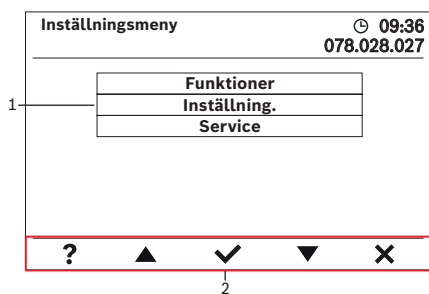 Inställningsmeny 09:36
078.028.027
Funktioner
1 Inställning.
Service
?
2